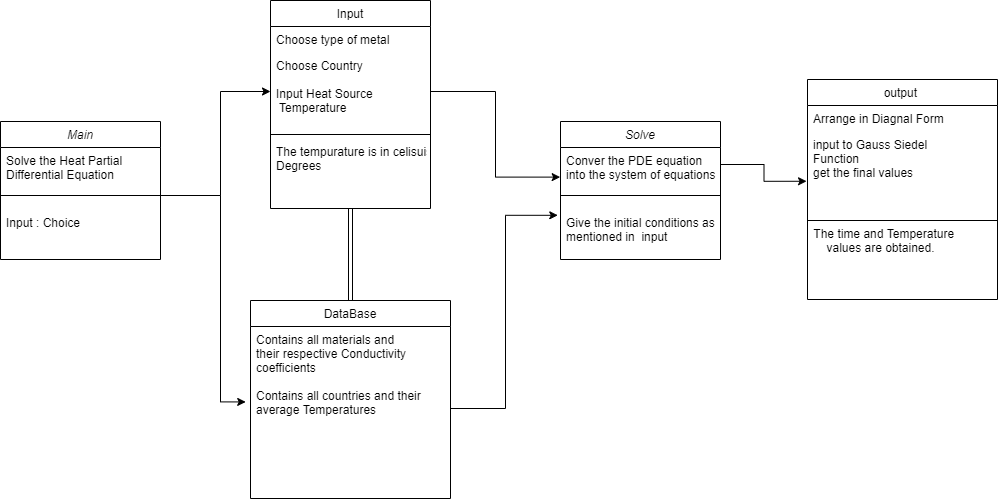 Main
Solve the Heat Partial
Differential Equation
Input : Choice
Input
Choose type of metal
Choose Country
Input Heat Source
Temperature
The tempurature is in celisui
Degrees
DataBase
Contains all materials and
their respective Conductivity
coefficients
Contains all countries and their
average Temperatures
Solve
Conver the PDE equation
into the system of equations
Give the initial conditions as
mentioned in input
output
Arrange in Diagnal Form
input to Gauss Siedel
Function
get the final values
The time and Temperature
values are obtained.